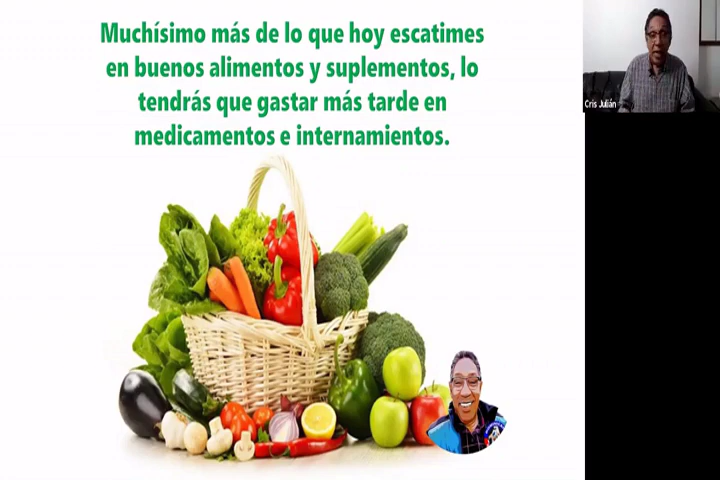 Muchísimo más de lo que hoy escatimes
en buenos alimentos y suplementos, lo
tendrás que gastar más tarde en
medicamentos e internamientos.
Cris Julián